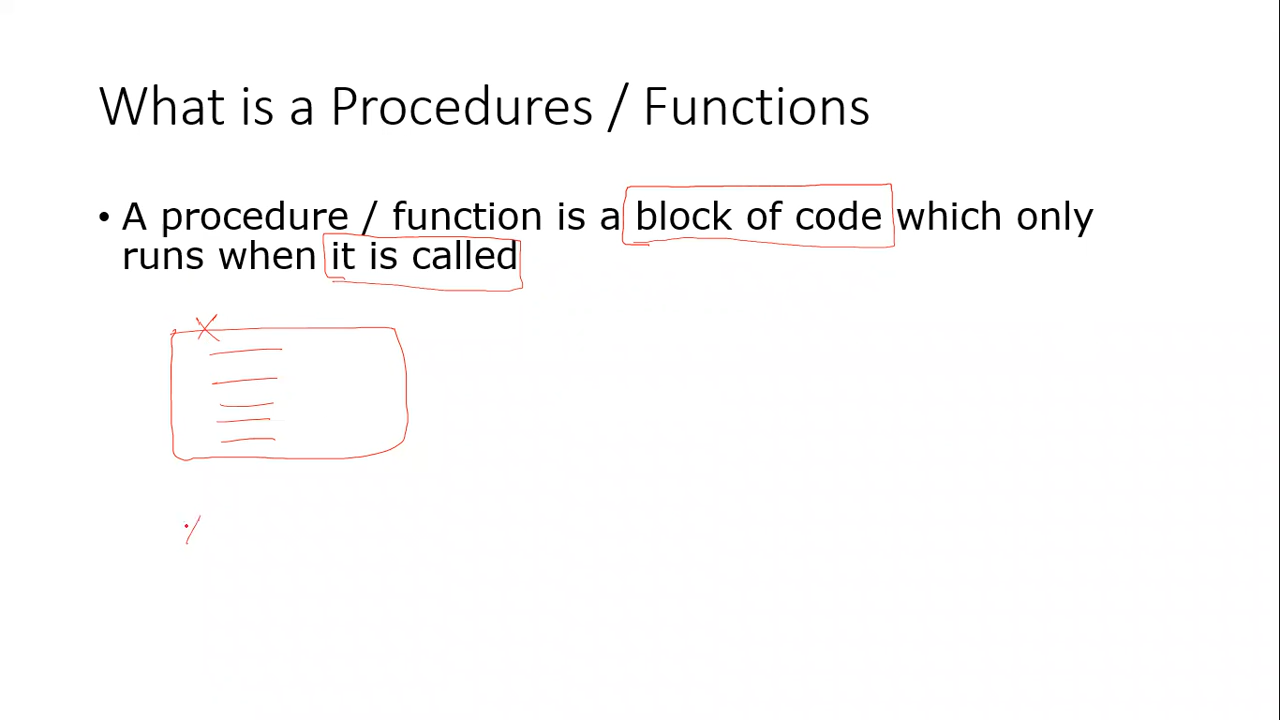 What is a Procedures / Functions
• A procedure / function is a block of code which only
runs when it is called
X